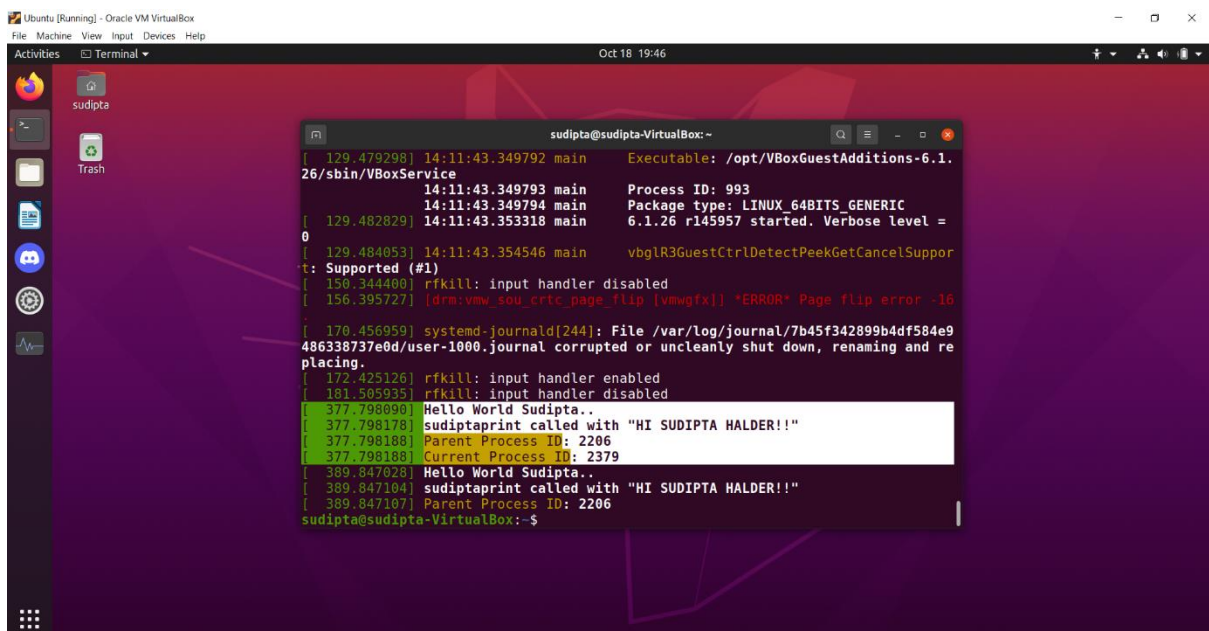 Ubuntu [Running] - Oracle VM VirtualBox
File Machine View Input Devices Help
Activities Terminal Oct 18 19:46
sudipta
Trash
sudipta@sudipta-VirtualBox: ~
[  129.479298] 14:11:43.349792 main     Executable: /opt/VBoxGuestAdditions-6.1.
26/sbin/VBoxService
14:11:43.349793 main     Process ID: 993
14:11:43.349794 main     Package type: LINUX_64BITS_GENERIC
[  129.482829] 14:11:43.353318 main     6.1.26 r145957 started. Verbose level =
0
[  129.484053] 14:11:43.354546 main     vbglR3GuestCtrlDetectPeekGetCancelSuppor
t: Supported (#1)
[  150.344400] rfkill: input handler disabled
[  156.395727] [drm:vmw_sou_crtc_page_flip [vmwgfx]] *ERROR* Page flip error -16
.
[  170.456959] systemd-journald[244]: File /var/log/journal/7b45f342899b4df584e9
486338737e0d/user-1000.journal corrupted or uncleanly shut down, renaming and re
placing.
[  172.425126] rfkill: input handler enabled
[  181.505935] rfkill: input handler disabled
[  377.798090] Hello World Sudipta..
[  377.798178] sudiptaprint called with "HI SUDIPTA HALDER!!"
[  377.798188] Parent Process ID: 2206
[  377.798188] Current Process ID: 2379
[  389.847028] Hello World Sudipta..
[  389.847104] sudiptaprint called with "HI SUDIPTA HALDER!!"
[  389.847107] Parent Process ID: 2206
sudipta@sudipta-VirtualBox:~$